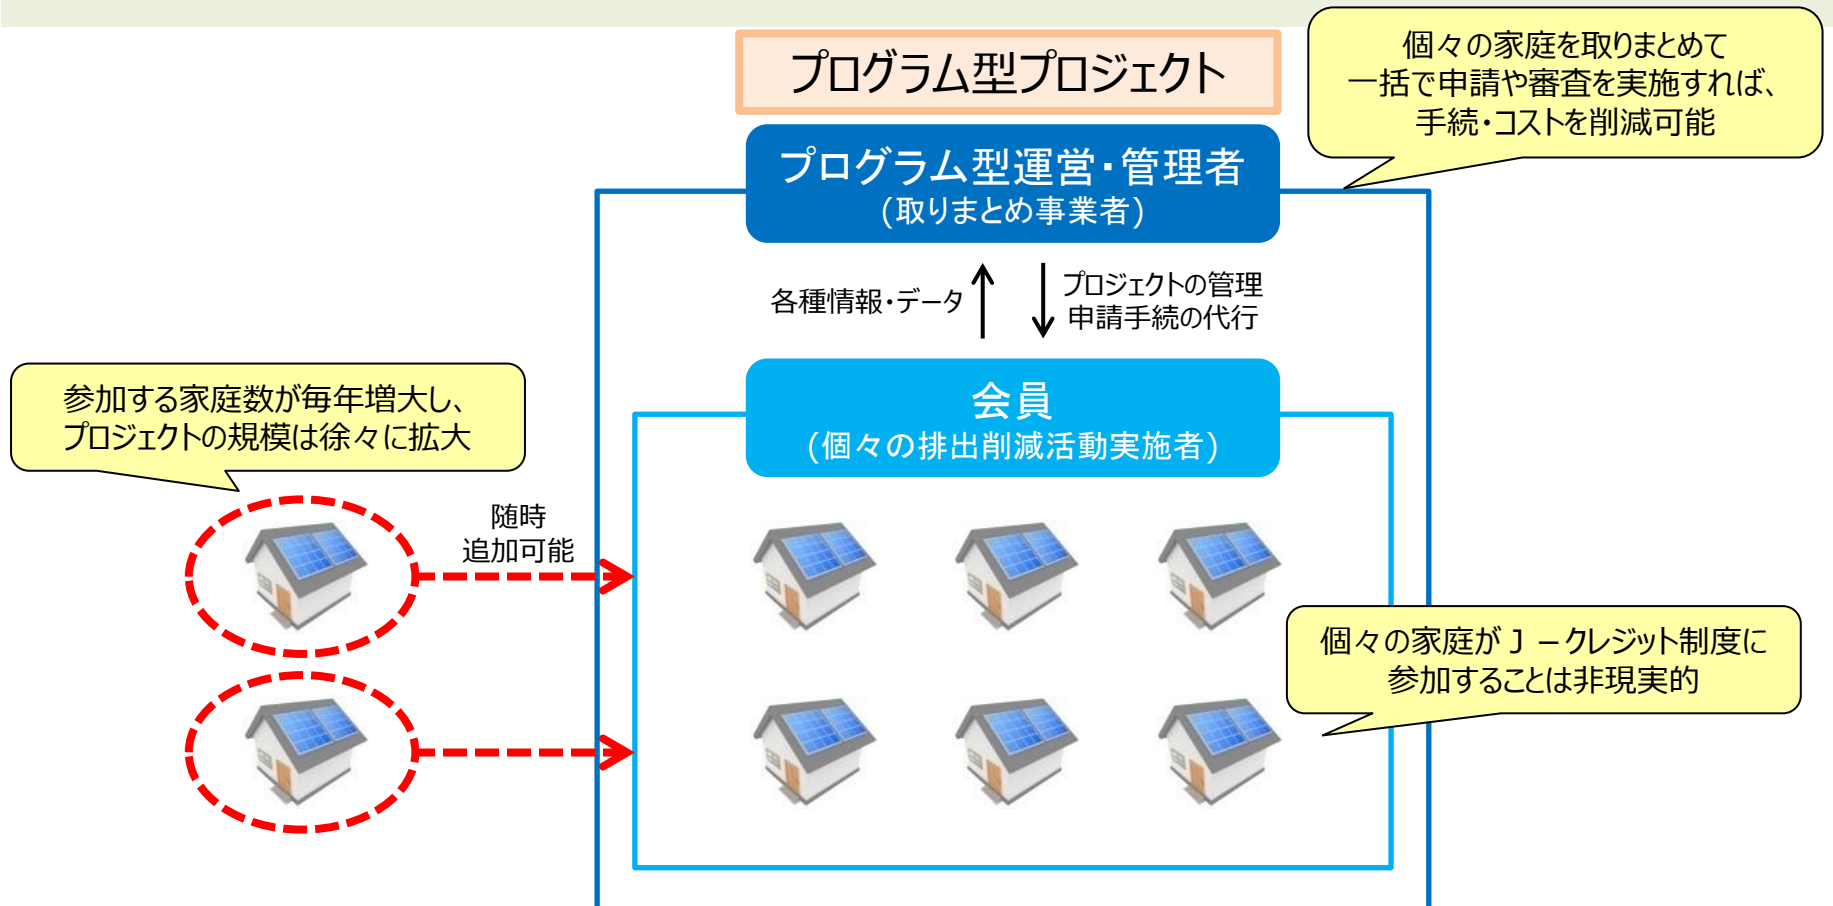 プログラム型プロジェクト
個々の家庭を取りまとめて
一括で申請や審査を実施すれば、
手続・コストを削減可能
プログラム型運営・管理者
(取りまとめ事業者)
各種情報・データ
プロジェクトの管理
申請手続の代行
参加する家庭数が毎年増大し、
プロジェクトの規模は徐々に拡大
会員
(個々の排出削減活動実施者)
随時
追加可能
個々の家庭がJ－クレジット制度に
参加することは非現実的